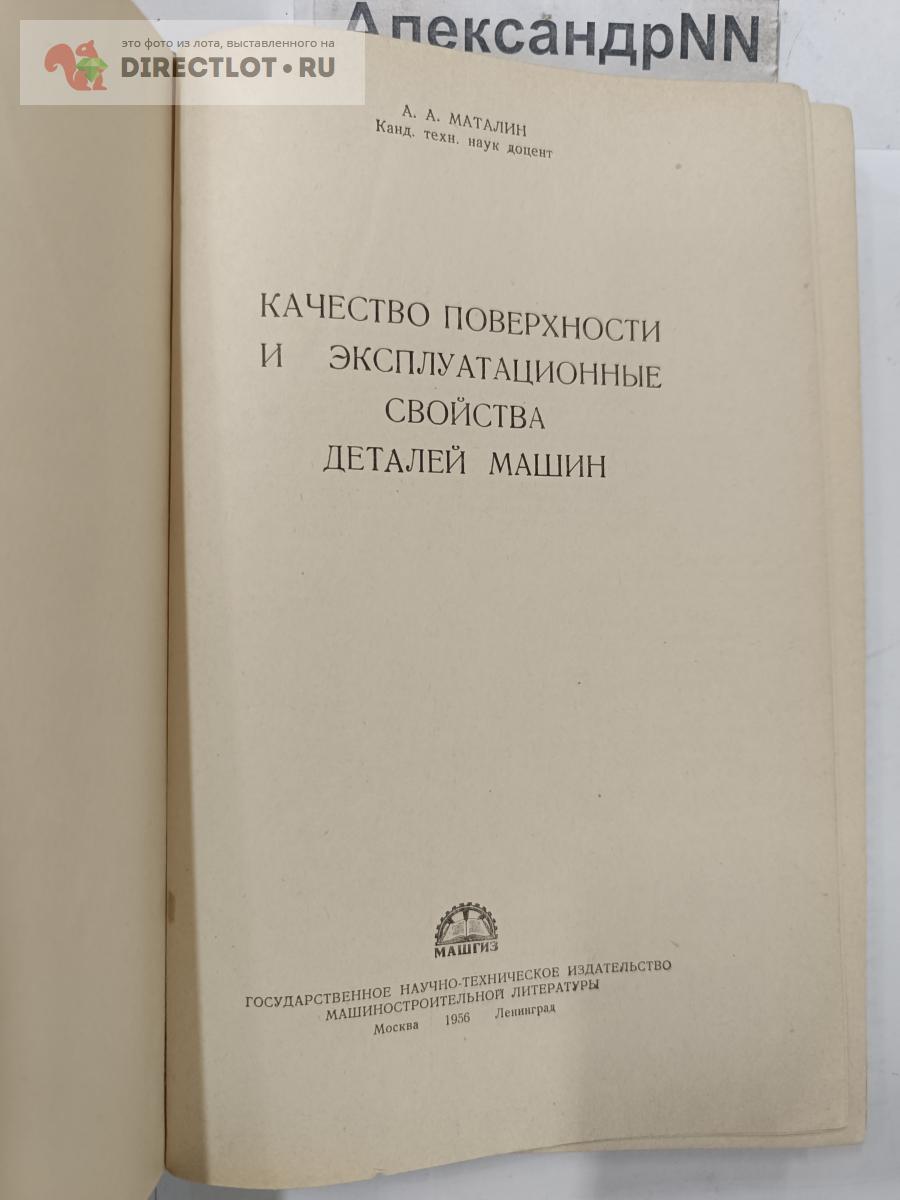 АлександрNN
это фото из лота, выставленного на
DIRECTLOT•RU
А. А. МАТАЛИН
Канд. техн. наук доцент
КАЧЕСТВО ПОВЕРХНОСТИ
И ЭКСПЛУАТАЦИОННЫЕ
СВОЙСТВА
ДЕТАЛЕЙ МАШИН
МАШГИЗ
ГОСУДАРСТВЕННОЕ НАУЧНО-ТЕХНИЧЕСКОЕ ИЗДАТЕЛЬСТВО
МАШИНОСТРОИТЕЛЬНОЙ ЛИТЕРАТУРЫ
Москва 1956 Ленинград